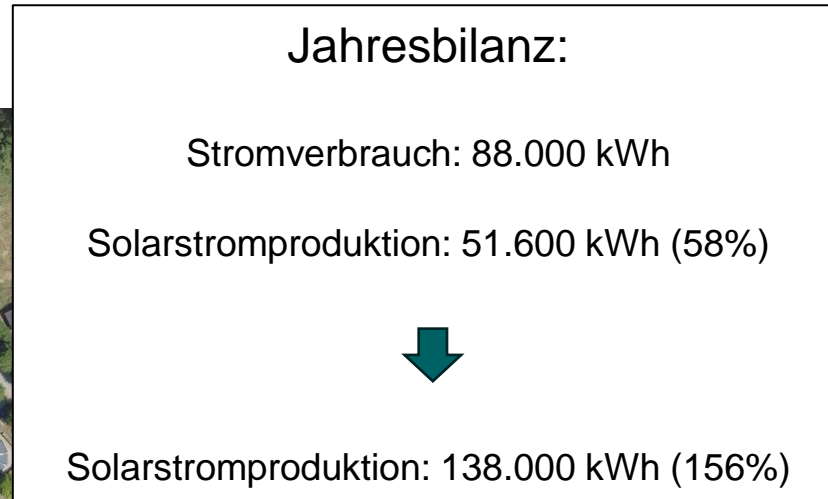 Jahresbilanz:
Stromverbrauch: 88.000 kWh
Solarstromproduktion: 51.600 kWh (58%)
Solarstromproduktion: 138.000 kWh (156%)